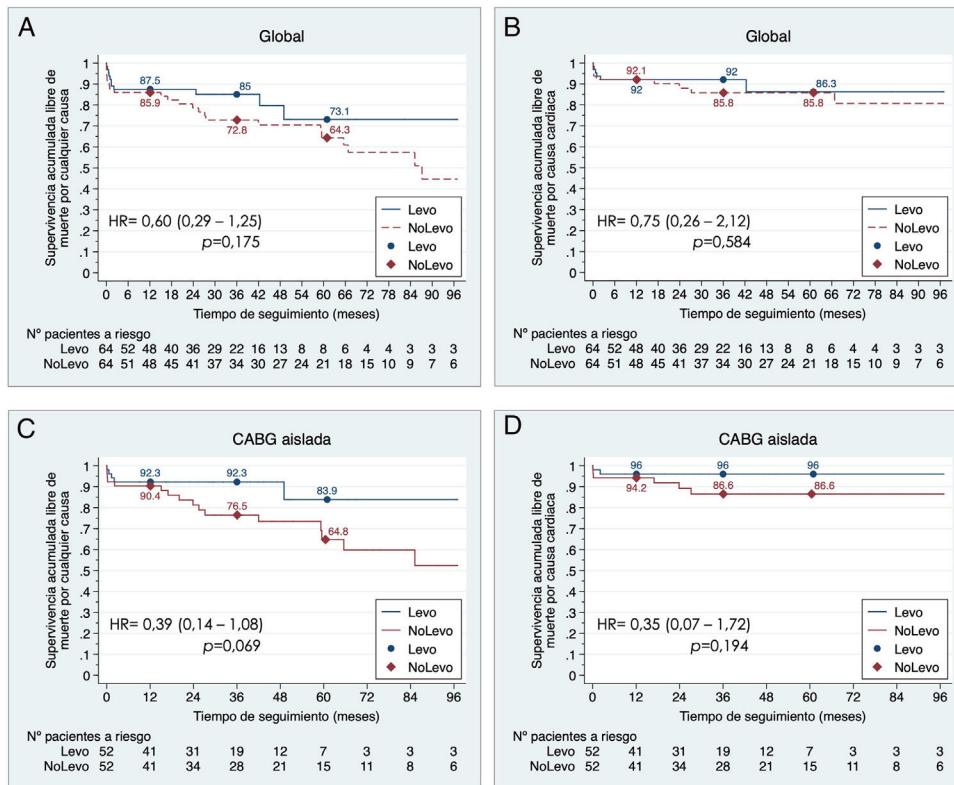 A
Global
Supervivencia acumulada libre de
muerte por cualquier causa
1
.9
.8
.7
.6
.5
.4
.3
.2
.1
0
87.5
85
73.1
85.9
72.8
64.3
HR= 0,60 (0,29 – 1,25)
p=0,175
Levo
NoLevo
Levo
NoLevo
0 6 12 18 24 30 36 42 48 54 60 66 72 78 84 90 96
Tiempo de seguimiento (meses)
Nº pacientes a riesgo
Levo 64 52 48 40 36 29 22 16 13 8 8 6 4 4 3 3 3
NoLevo 64 51 48 45 41 37 34 30 27 24 21 18 15 10 9 7 6
B
Global
Supervivencia acumulada libre de
muerte por causa cardiaca
1
.9
.8
.7
.6
.5
.4
.3
.2
.1
0
92.1
92
92
86.3
85.8
85.8
HR= 0,75 (0,26 – 2,12)
p=0,584
Levo
NoLevo
Levo
NoLevo
0 6 12 18 24 30 36 42 48 54 60 66 72 78 84 90 96
Tiempo de seguimiento (meses)
Nº pacientes a riesgo
Levo 64 52 48 40 36 29 22 16 13 8 8 6 4 4 3 3 3
NoLevo 64 51 48 45 41 37 34 30 27 24 21 18 15 10 9 7 6
C
CABG aislada
Supervivencia acumulada libre de
muerte por cualquier causa
1
.9
.8
.7
.6
.5
.4
.3
.2
.1
0
92.3
92.3
83.9
90.4
76.5
64.8
HR= 0,39 (0,14 – 1,08)
p=0,069
Levo
NoLevo
Levo
NoLevo
0 12 24 36 48 60 72 84 96
Tiempo de seguimiento (meses)
Nº pacientes a riesgo
Levo 52 41 31 19 12 7 3 3 3
NoLevo 52 41 34 28 21 15 11 8 6
D
CABG aislada
Supervivencia acumulada libre de
muerte por causa cardiaca
1
.9
.8
.7
.6
.5
.4
.3
.2
.1
0
96
96
96
94.2
86.6
86.6
HR= 0,35 (0,07 – 1,72)
p=0,194
Levo
NoLevo
Levo
NoLevo
0 12 24 36 48 60 72 84 96
Tiempo de seguimiento (meses)
Nº pacientes a riesgo
Levo 52 41 31 19 12 7 3 3 3
NoLevo 52 41 34 28 21 15 11 8 6